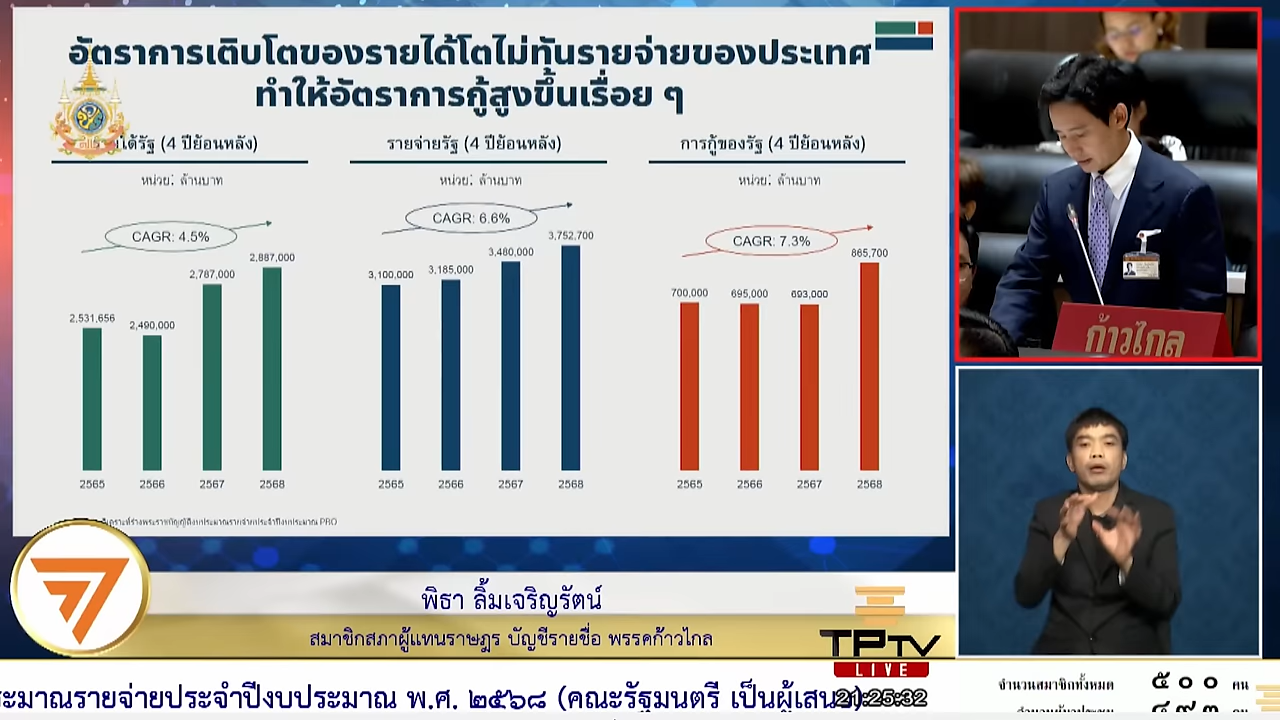 อัตราการเติบโตของรายได้โตไม่ทันรายจ่ายของประเทศ
ทำให้อัตราการกู้สูงขึ้นเรื่อย ๆ
(4 ปีย้อนหลัง)
หน่วย: ล้านบาท
CAGR: 4.5%
2,531,656
2,490,000
2,787,000
2,887,000
2565
2566
2567
2568
รายจ่ายรัฐ (4 ปีย้อนหลัง)
หน่วย: ล้านบาท
CAGR: 6.6%
3,100,000
3,185,000
3,480,000
3,752,700
2565
2566
2567
2568
การกู้ของรัฐ (4 ปีย้อนหลัง)
หน่วย: ล้านบาท
CAGR: 7.3%
700,000
695,000
693,000
865,700
2565
2566
2567
2568
ก้าวไกล
พิธา ลิ้มเจริญรัตน์
สมาชิกสภาผู้แทนราษฎร บัญชีรายชื่อ พรรคก้าวไกล
TPTV
LIVE
21:25:32
ระมาณรายจ่ายประจำปีงบประมาณ พ.ศ. ๒๕๖๘ (คณะรัฐมนตรี เป็นผู้เสนอ)
จำนวนสมาชิกทั้งหมด ๕๐๐ คน